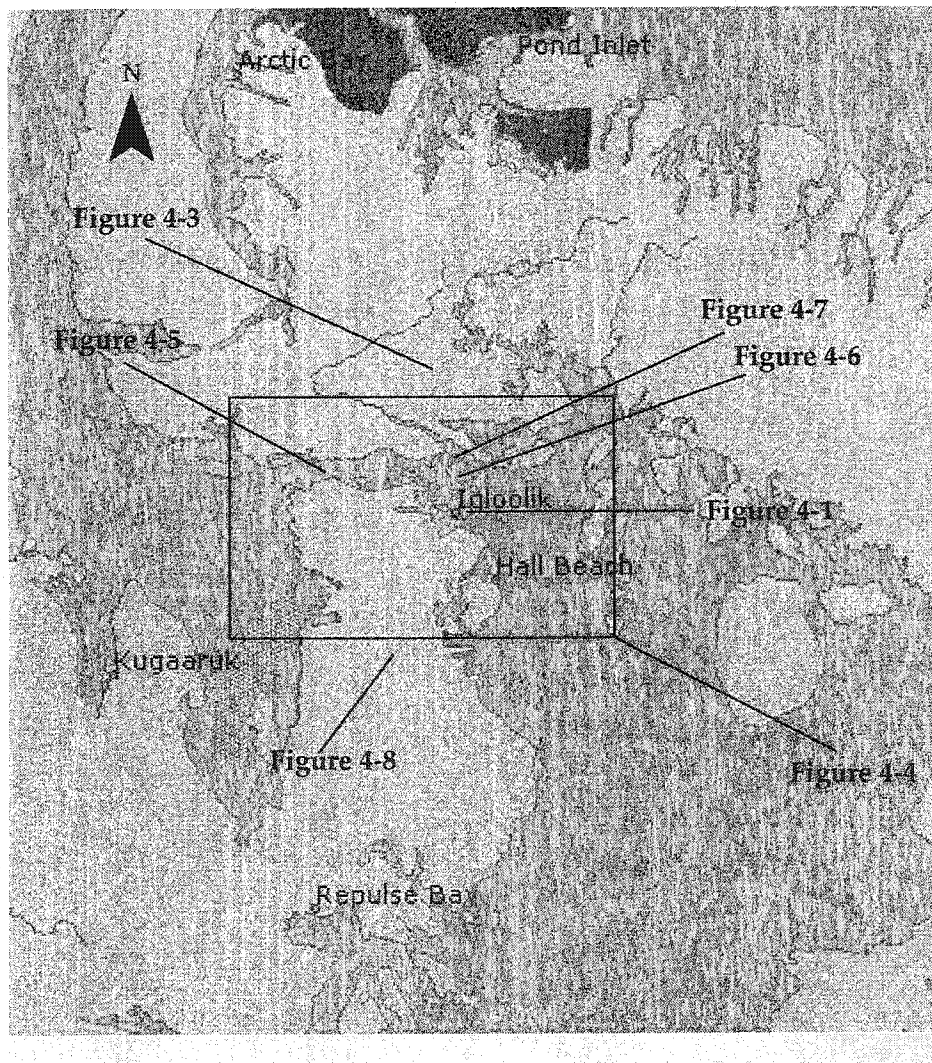 Arctic Bay
Pond Inlet
N
Figure 4-3
Figure 4-7
Figure 4-5
Figure 4-6
Igloolik
Figure 4-1
Hall Beach
Kugaaruk
Figure 4-8
Figure 4-4
Repulse Bay